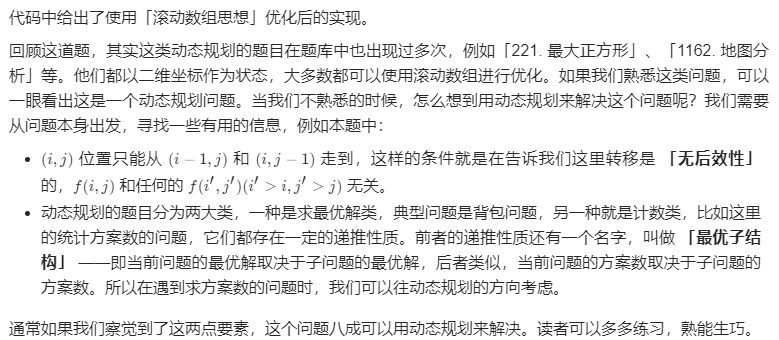 代码中给出了使用「滚动数组思想」优化后的实现。
回顾这道题，其实这类动态规划的题目在题库中也出现过多次，例如「221. 最大正方形」、「1162. 地图分
析」等。他们都以二维坐标作为状态，大多数都可以使用滚动数组进行优化。如果我们熟悉这类问题，可以
一眼看出这是一个动态规划问题。当我们不熟悉的时候，怎么想到用动态规划来解决这个问题呢？我们需要
从问题本身出发，寻找一些有用的信息，例如本题中：
• (i, j) 位置只能从 (i − 1, j) 和 (i, j − 1) 走到，这样的条件就是在告诉我们这里转移是 「无后效性」
的，f(i, j) 和任何的 f(i′, j′)(i′ > i, j′ > j) 无关。
• 动态规划的题目分为两大类，一种是求最优解类，典型问题是背包问题，另一种就是计数类，比如这里
的统计方案数的问题，它们都存在一定的递推性质。前者的递推性质还有一个名字，叫做 「最优子结
构」 ——即当前问题的最优解取决于子问题的最优解，后者类似，当前问题的方案数取决于子问题的
方案数。所以在遇到求方案数的问题时，我们可以往动态规划的方向考虑。
通常如果我们察觉到了这两点要素，这个问题八成可以用动态规划来解决。读者可以多多练习，熟能生巧。